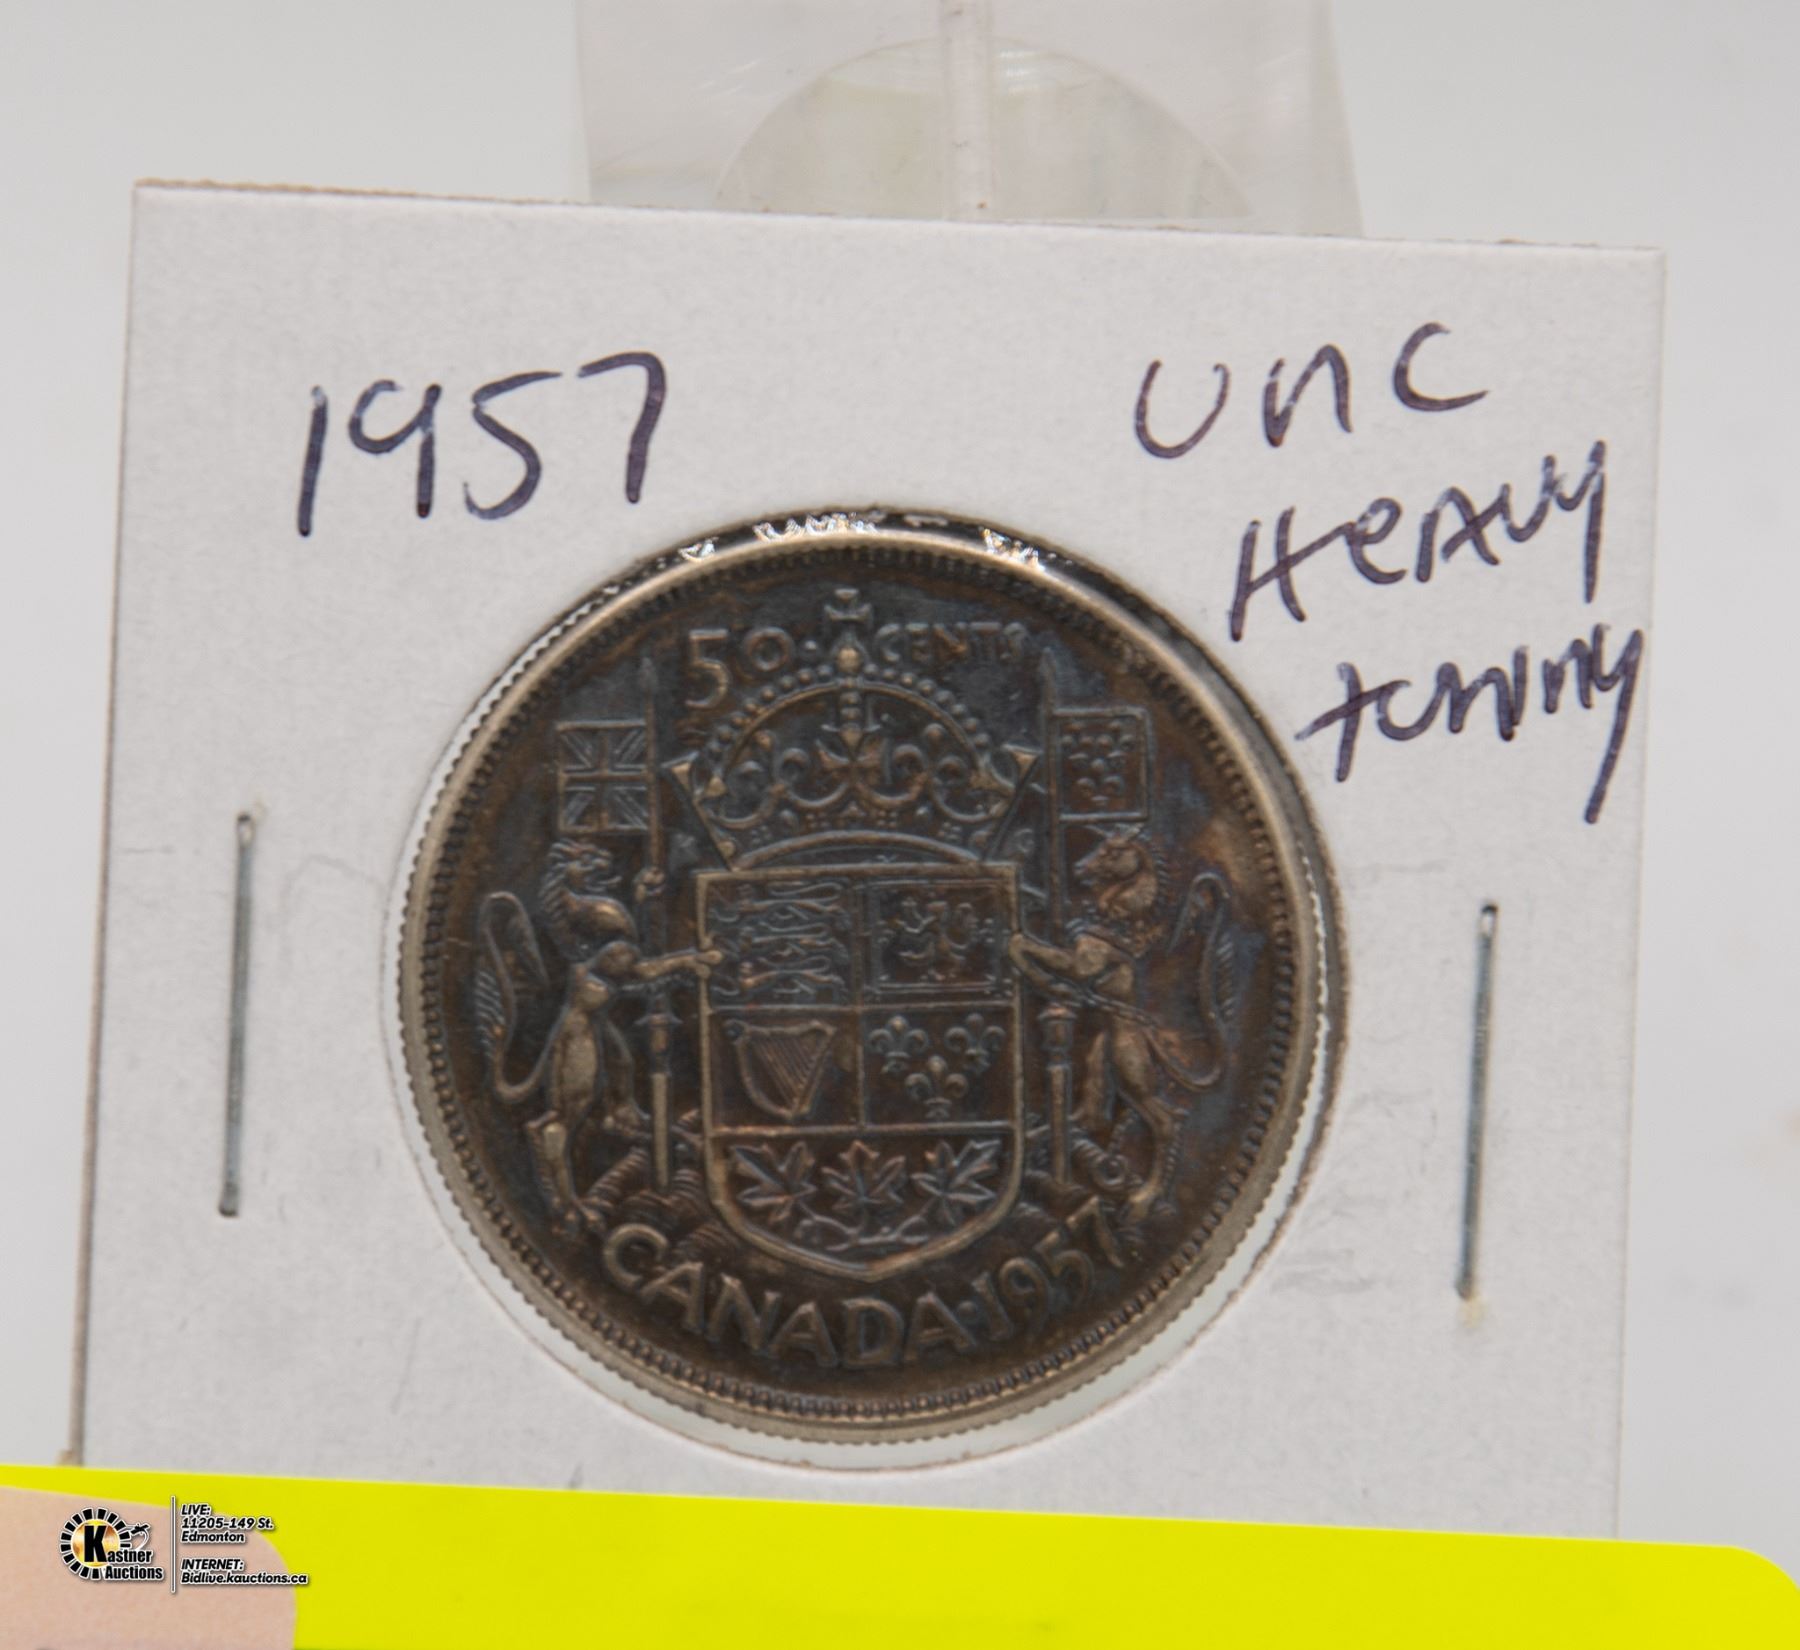 1957
UNC
HEAVY
toning
50 · CENTS
CANADA · 1957
Kastner
Auctions
LIVE:
11205-149 St.
Edmonton
INTERNET:
Bidlive.kauctions.ca